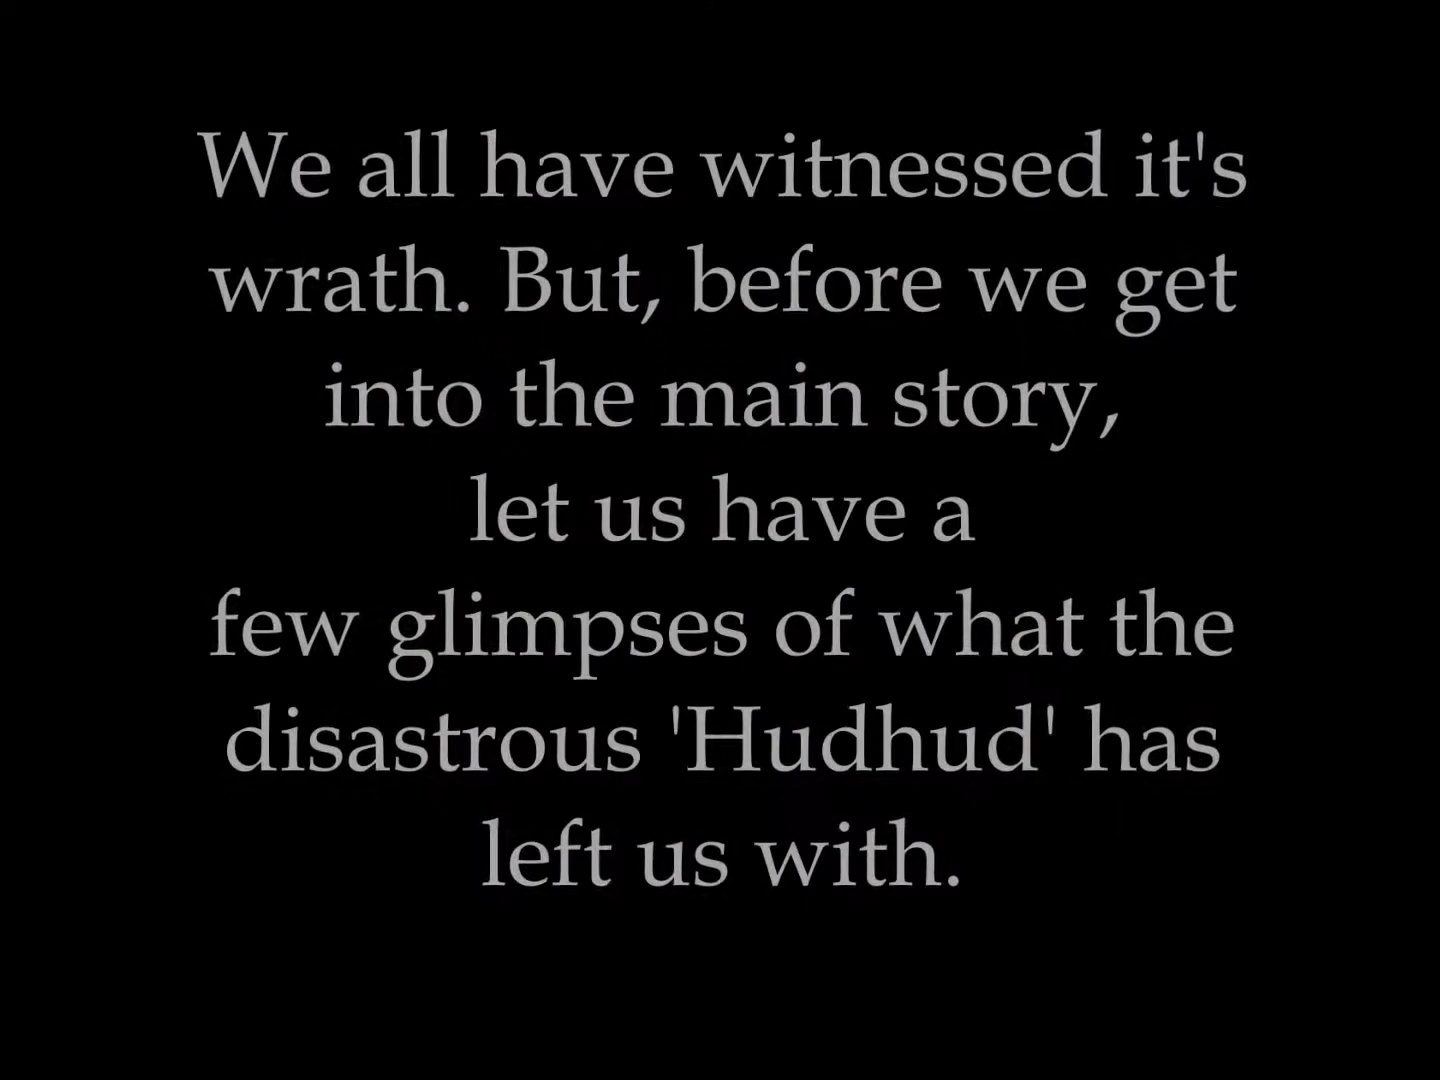 We all have witnessed it's
wrath. But, before we get
into the main story,
let us have a
few glimpses of what the
disastrous 'Hudhud' has
left us with.